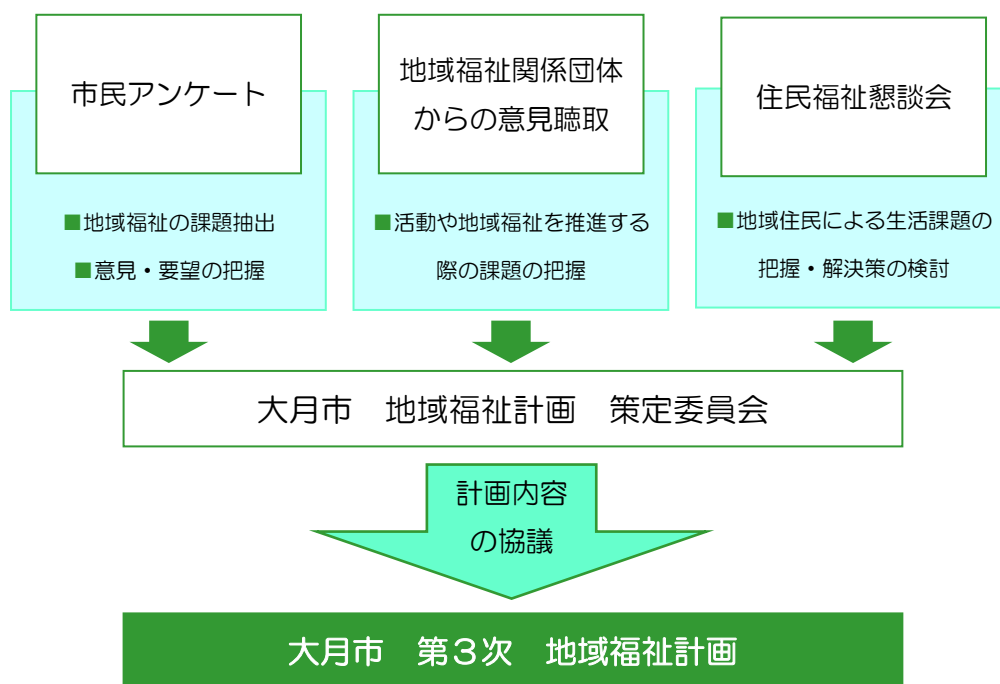 市民アンケート
■地域福祉の課題抽出
■意見・要望の把握
地域福祉関係団体
からの意見聴取
■活動や地域福祉を推進する
際の課題の把握
住民福祉懇談会
■地域住民による生活課題の
把握・解決策の検討
大月市　地域福祉計画　策定委員会
計画内容
の協議
大月市　第３次　地域福祉計画